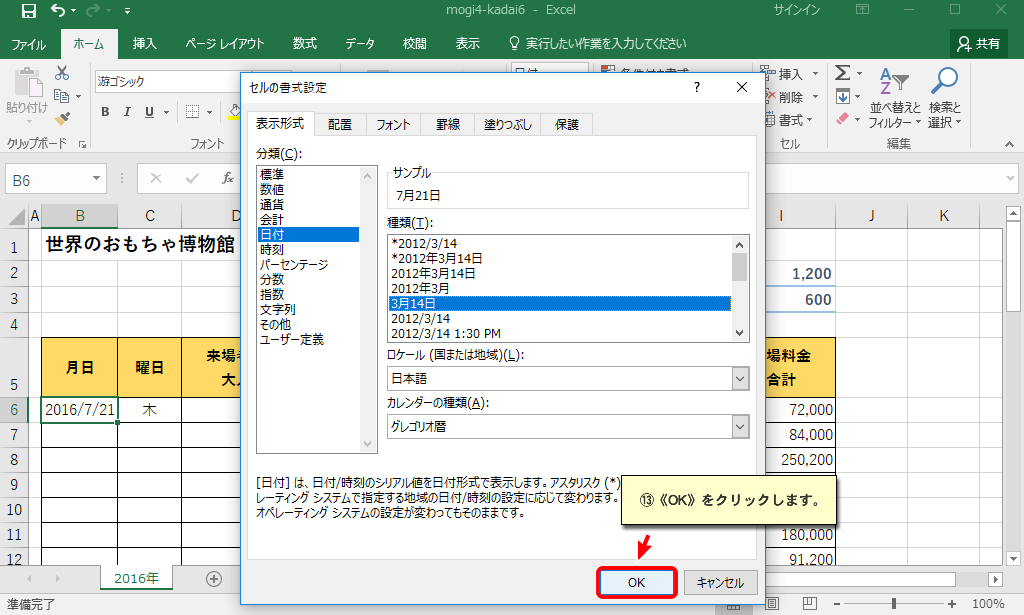 mogi4-kadai6 - Excel
サインイン
ファイル ホーム 挿入 ページ レイアウト 数式 データ 校閲 表示 実行したい作業を入力してください 共有
貼り付け
クリップボード
游ゴシック
B I U
フォント
挿入
削除
書式
セル
並べ替えと フィルター
検索と 選択
編集
B6
fx
A B C D I J K
1 世界のおもちゃ博物館
2 1,200
3 600
4
5 月日 曜日 場料金 合計
6 2016/7/21 木 72,000
7 84,000
8 250,200
9
10
11 180,000
12 91,200
2016年
準備完了
100%
セルの書式設定
?
表示形式 配置 フォント 罫線 塗りつぶし 保護
分類(C):
標準
数値
通貨
会計
日付
時刻
パーセンテージ
分数
指数
文字列
その他
ユーザー定義
サンプル
7月21日
種類(T):
*2012/3/14
*2012年3月14日
2012年3月14日
2012年3月
3月14日
2012/3/14
2012/3/14 1:30 PM
ロケール (国または地域)(L):
日本語
カレンダーの種類(A):
グレゴリオ暦
[日付] は、日付/時刻のシリアル値を日付形式で表示します。アスタリスク (*)
レーティング システムで指定する地域の日付/時刻の設定に応じて変わります。
オペレーティング システムの設定が変わってもそのままです。
⑬《OK》をクリックします。
OK
キャンセル